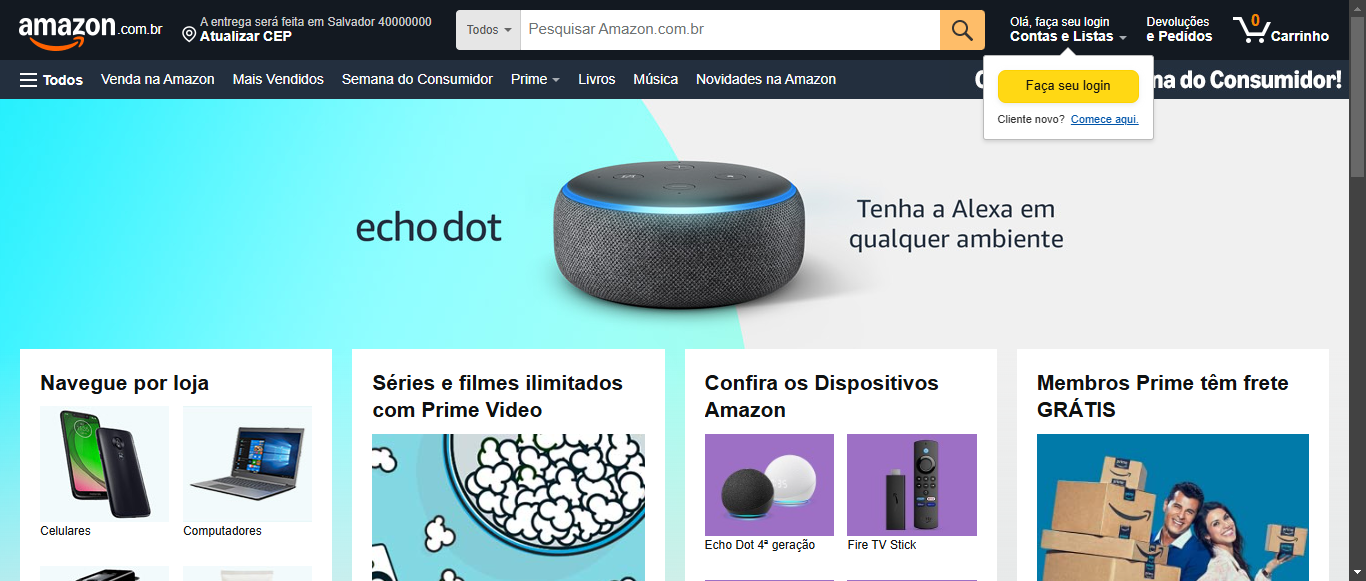 amazon.com.br
A entrega será feita em Salvador 40000000
Atualizar CEP
Todos
Pesquisar Amazon.com.br
Olá, faça seu login
Contas e Listas
Devoluções
e Pedidos
0
Carrinho
Todos
Venda na Amazon
Mais Vendidos
Semana do Consumidor
Prime
Livros
Música
Novidades na Amazon
na do Consumidor!
Faça seu login
Cliente novo? Comece aqui.
echo dot
Tenha a Alexa em
qualquer ambiente
Navegue por loja
Celulares
Computadores
Séries e filmes ilimitados
com Prime Video
Confira os Dispositivos
Amazon
Echo Dot 4ª geração
Fire TV Stick
Membros Prime têm frete
GRÁTIS